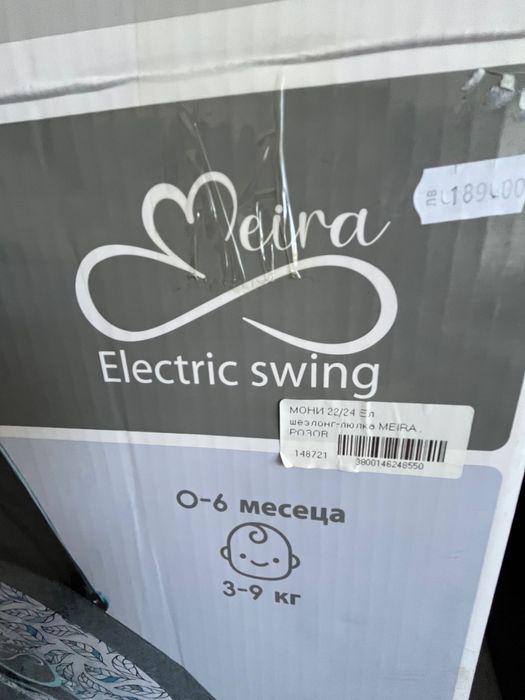 Meira
лв 189.00
Electric swing
МОНИ 22/24 Ел
шезлонг-люлка MEIRA ,
РОЗОВ
148721
3800146248550
0-6 месеца
3-9 кг